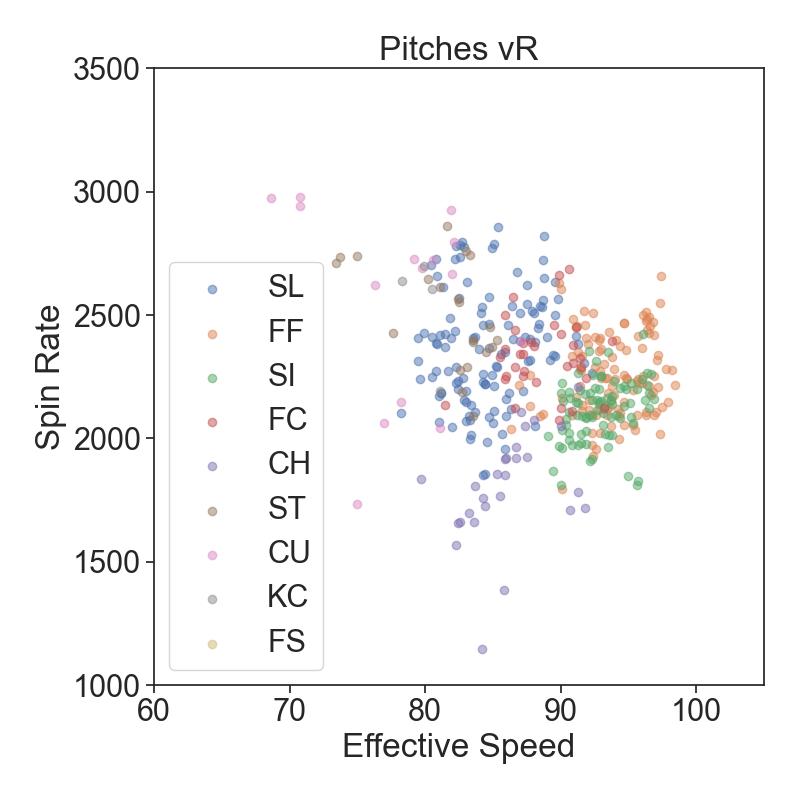 Pitches vR
3500
3000
2500
2000
1500
1000
Spin Rate
SL
FF
SI
FC
CH
ST
CU
KC
FS
60 70 80 90 100
Effective Speed